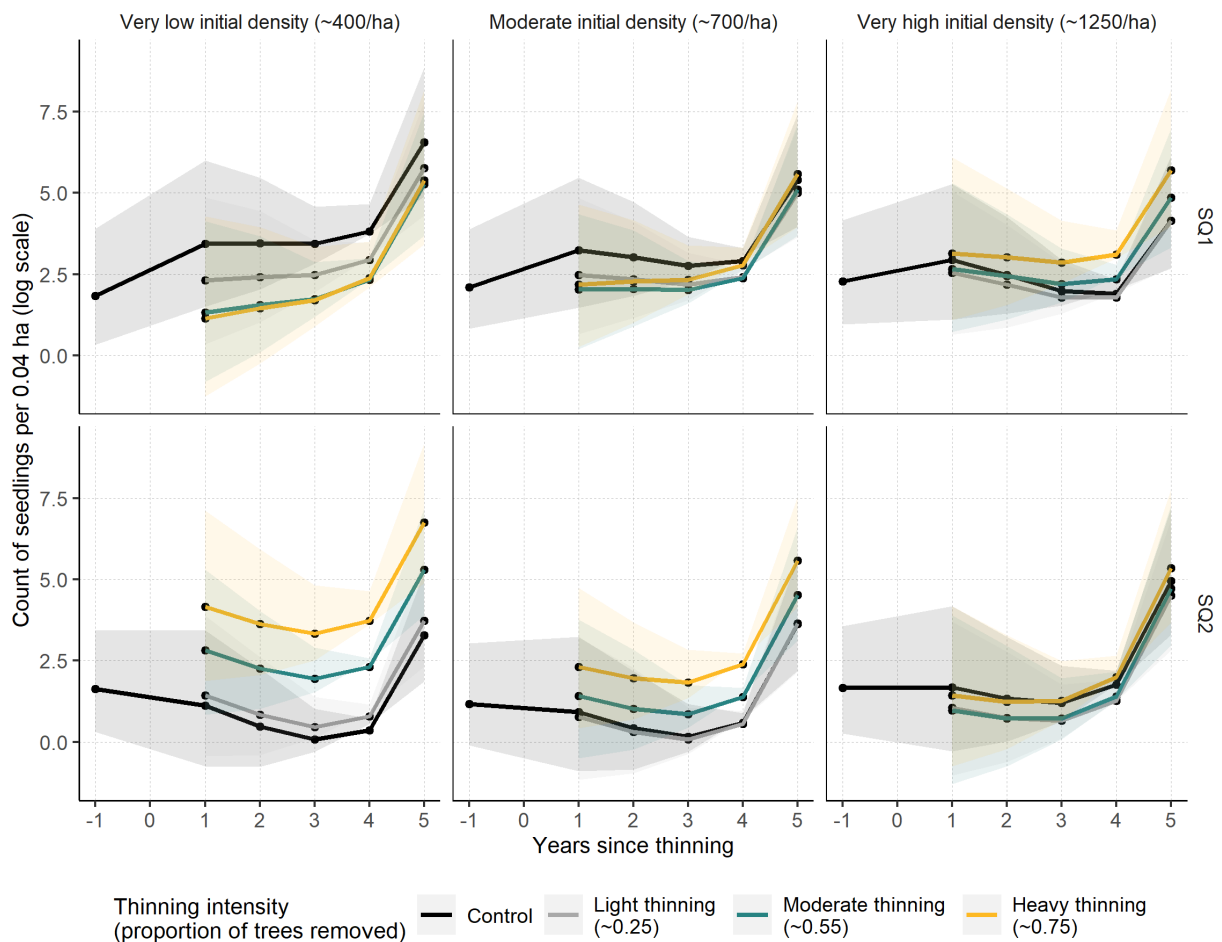 Very low initial density (~400/ha) Moderate initial density (~700/ha) Very high initial density (~1250/ha)
Count of seedlings per 0.04 ha (log scale)
7.5
5.0
2.5
0.0
SQ1
7.5
5.0
2.5
0.0
SQ2
-1 0 1 2 3 4 5 -1 0 1 2 3 4 5 -1 0 1 2 3 4 5
Years since thinning
Thinning intensity
(proportion of trees removed)
Control
Light thinning
(~0.25)
Moderate thinning
(~0.55)
Heavy thinning
(~0.75)